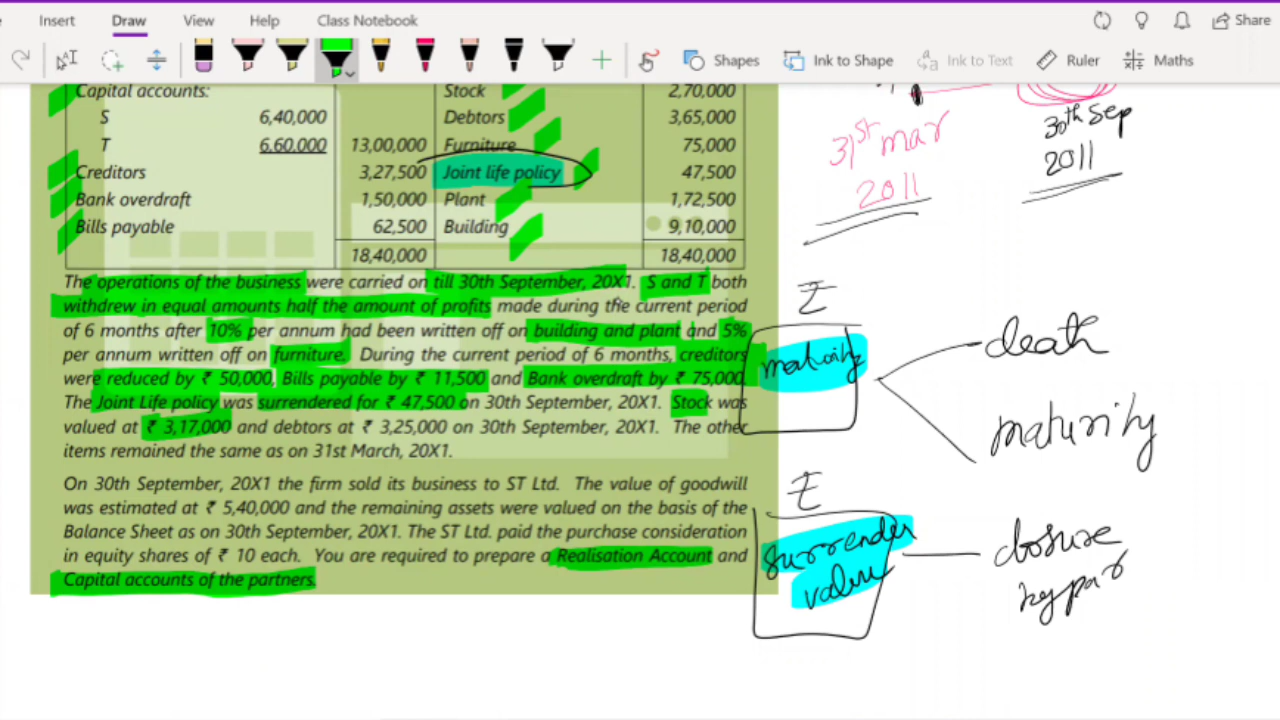 Insert Draw View Help Class Notebook Share
Shapes Ink to Shape Ink to Text Ruler Maths
Capital accounts: Stock 2,70,000
S 6,40,000 Debtors 3,65,000
T 6,60,000 13,00,000 Furniture 75,000
Creditors 3,27,500 Joint life policy 47,500
Bank overdraft 1,50,000 Plant 1,72,500
Bills payable 62,500 Building 9,10,000
18,40,000 18,40,000
The operations of the business were carried on till 30th September, 20X1. S and T both
withdrew in equal amounts half the amount of profits made during the current period
of 6 months after 10% per annum had been written off on building and plant and 5%
per annum written off on furniture. During the current period of 6 months, creditors
were reduced by ₹ 50,000, Bills payable by ₹ 11,500 and Bank overdraft by ₹ 75,000.
The Joint Life policy was surrendered for ₹ 47,500 on 30th September, 20X1. Stock was
valued at ₹ 3,17,000 and debtors at ₹ 3,25,000 on 30th September, 20X1. The other
items remained the same as on 31st March, 20X1.
On 30th September, 20X1 the firm sold its business to ST Ltd. The value of goodwill
was estimated at ₹ 5,40,000 and the remaining assets were valued on the basis of the
Balance Sheet as on 30th September, 20X1. The ST Ltd. paid the purchase consideration
in equity shares of ₹ 10 each. You are required to prepare a Realisation Account and
Capital accounts of the partners.
31st mar
2011
30th Sep
2011
₹
maturity
death
maturity
₹
surrender
value
closure